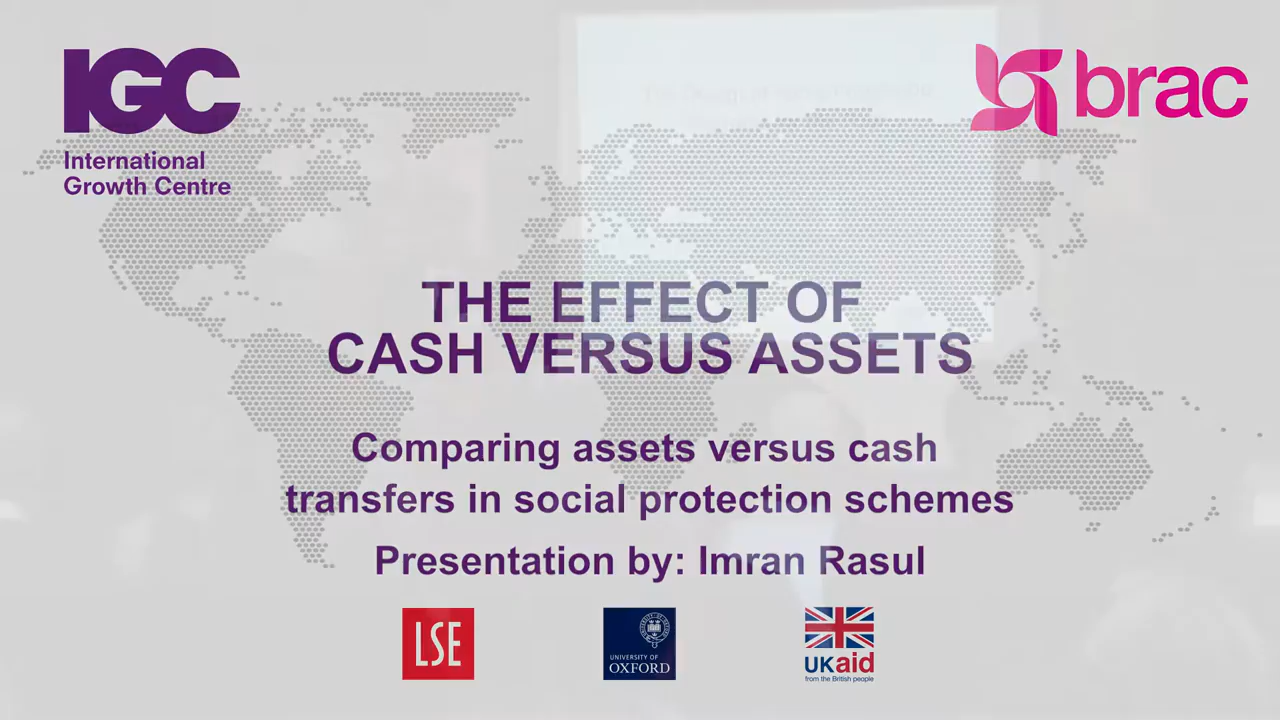 IGC
International
Growth Centre
brac
THE EFFECT OF
CASH VERSUS ASSETS
Comparing assets versus cash
transfers in social protection schemes
Presentation by: Imran Rasul
LSE
UNIVERSITY OF
OXFORD
UKaid
from the British people